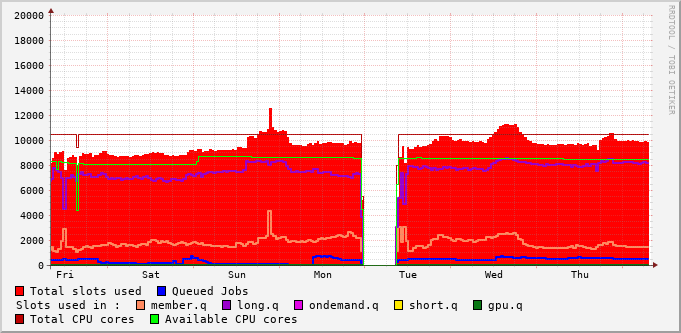 RRDTOOL / TOBI OETIKER
20000
18000
16000
14000
12000
10000
8000
6000
4000
2000
0
Fri Sat Sun Mon Tue Wed Thu
Total slots used Queued Jobs
Slots used in : member.q long.q ondemand.q short.q gpu.q
Total CPU cores Available CPU cores